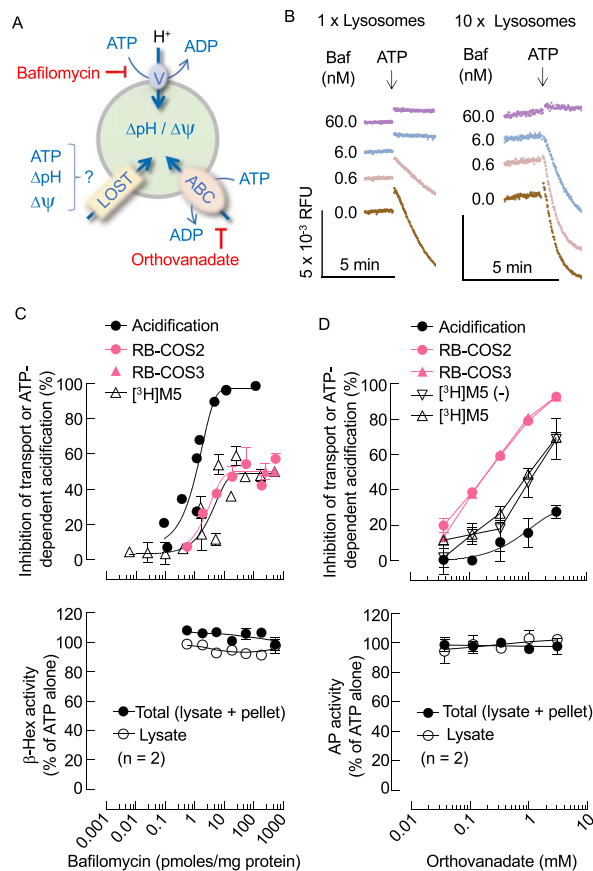 A
ATP
H+
ADP
Bafilomycin
V
ΔpH / ΔΨ
ATP
ΔpH
ΔΨ
?
LOST
ABC
ATP
ADP
Orthovanadate
B
1 x Lysosomes
10 x Lysosomes
Baf
(nM)
ATP
Baf
(nM)
ATP
60.0
6.0
0.6
0.0
60.0
6.0
0.6
0.0
5 x 10-3 RFU
5 min
5 min
C
Acidification
RB-COS2
RB-COS3
[3H]M5
Inhibition of transport or ATP-
dependent acidification (%)
100
80
60
40
20
0
120
100
80
60
40
20
0
β-Hex activity
(% of ATP alone)
Total (lysate + pellet)
Lysate
(n = 2)
0.001
0.01
0.1
1
10
100
1000
Bafilomycin (pmoles/mg protein)
D
Acidification
RB-COS2
RB-COS3
[3H]M5 (-)
[3H]M5
Inhibition of transport or ATP-
dependent acidification (%)
100
80
60
40
20
0
120
100
80
60
40
20
0
AP activity
(% of ATP alone)
Total (lysate + pellet)
Lysate
(n = 2)
0.01
0.1
1
10
Orthovanadate (mM)